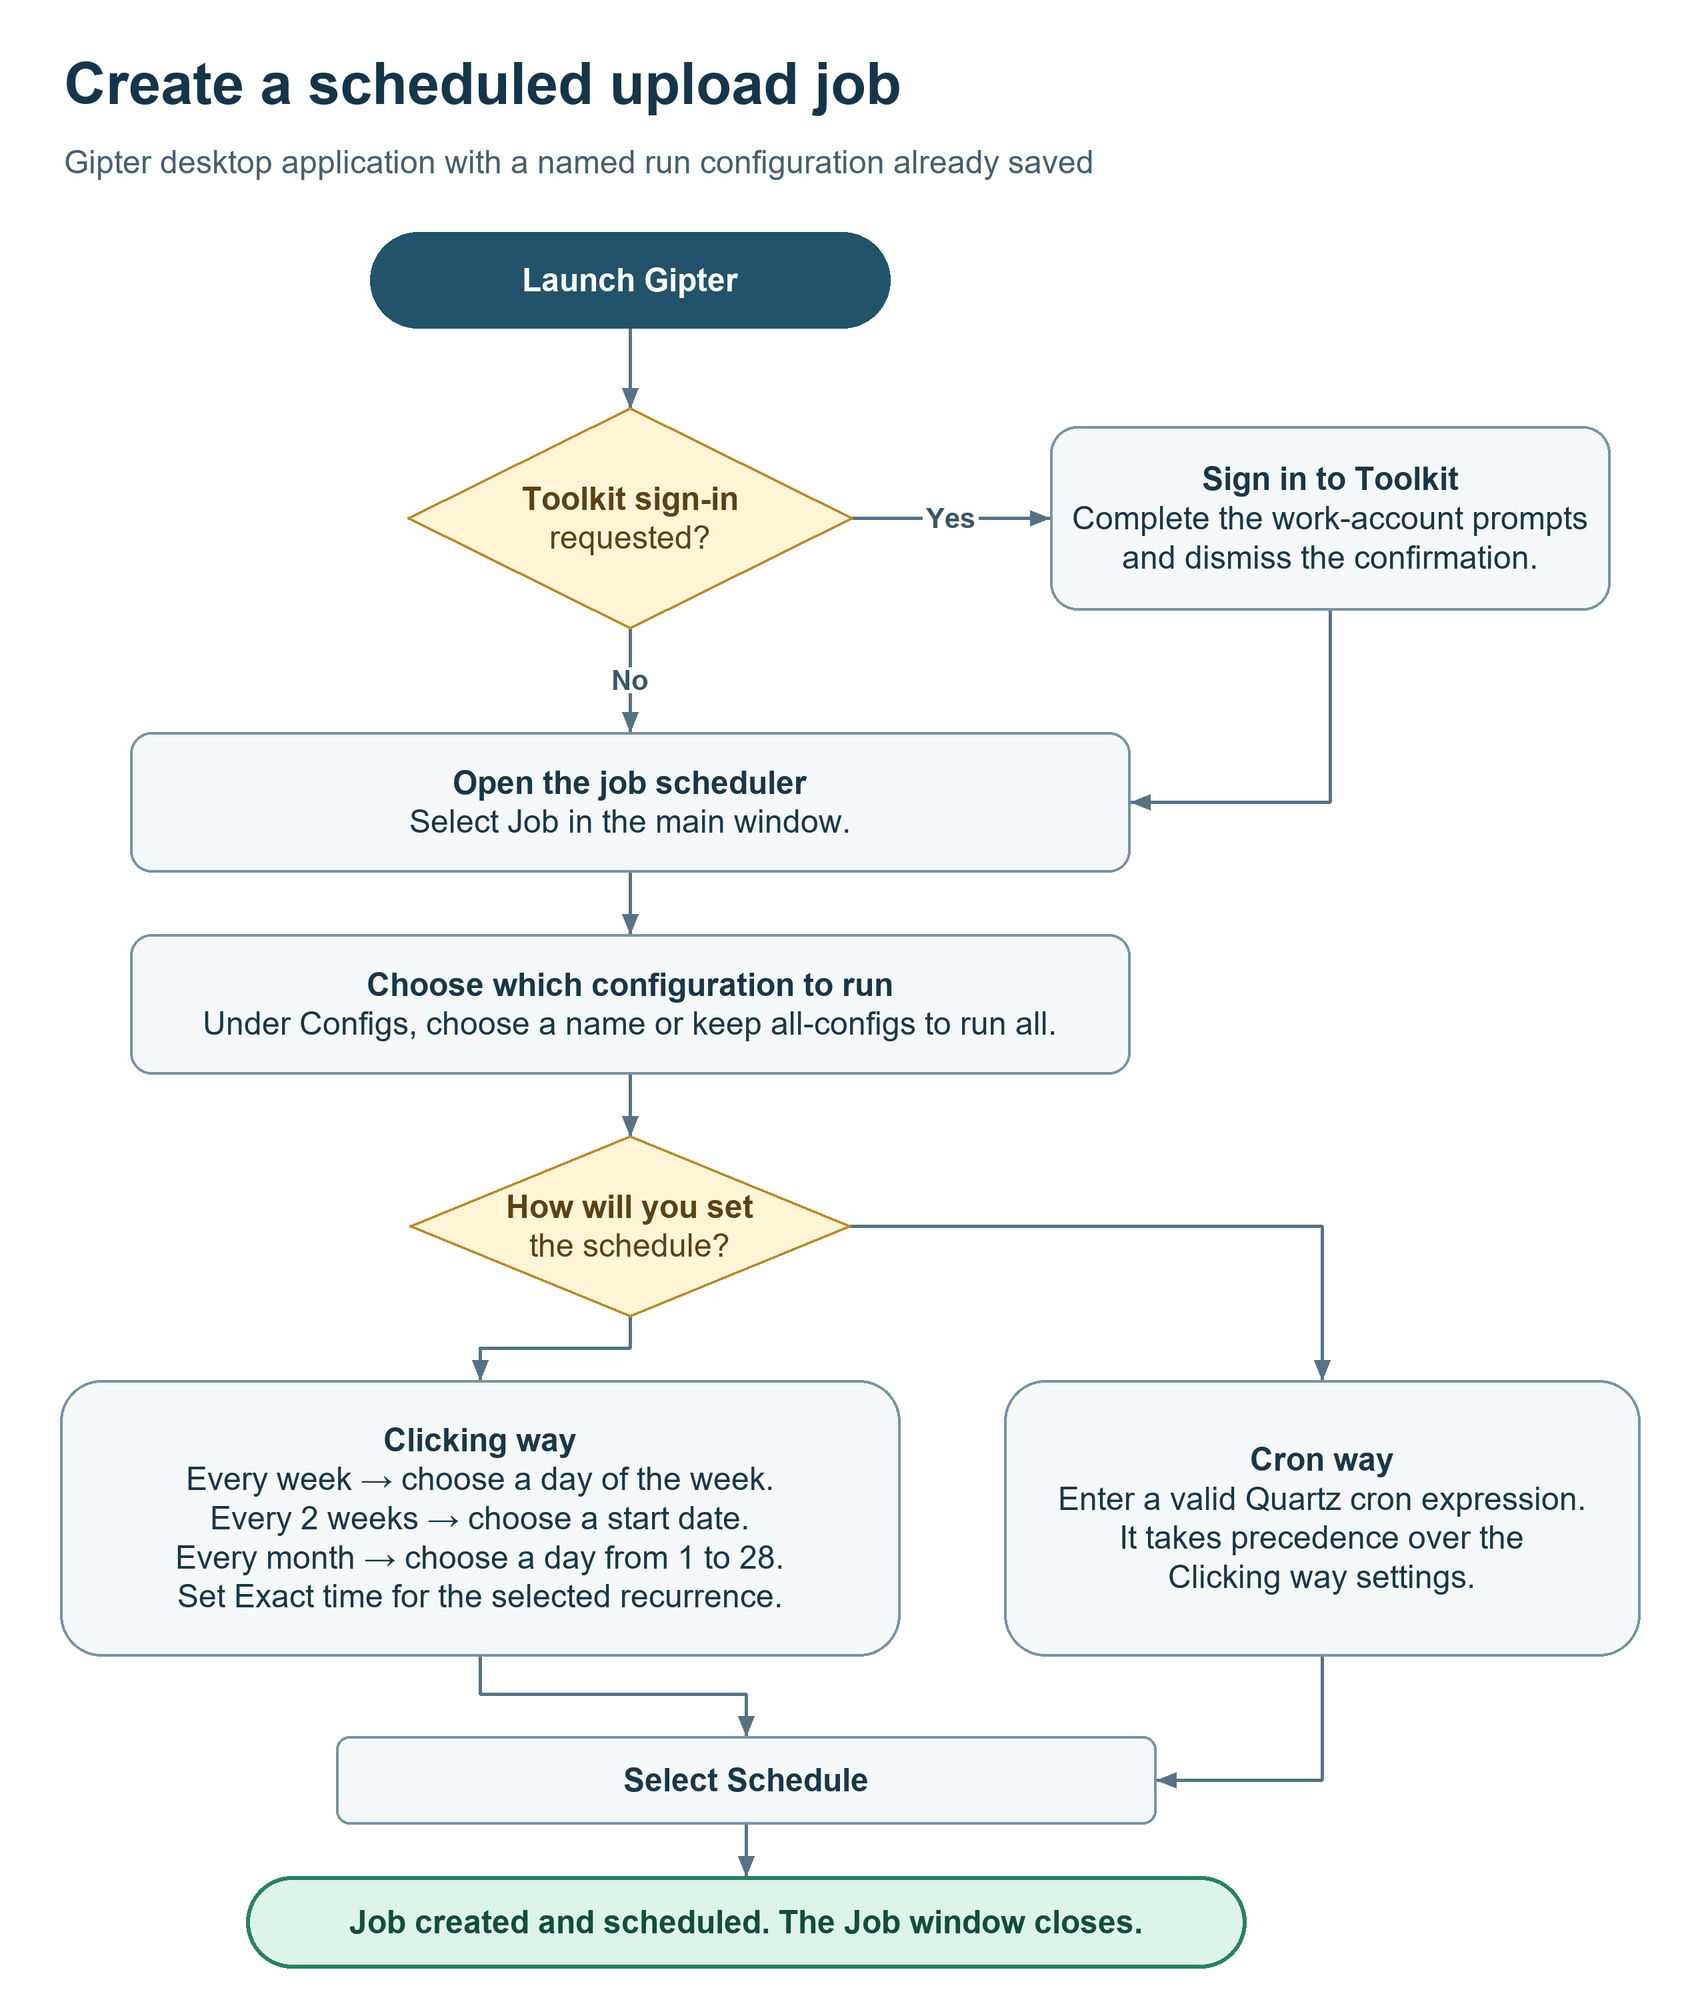 Create a scheduled upload job
Gipter desktop application with a named run configuration already saved
Launch Gipter
Toolkit sign-in
requested?
Yes
Sign in to Toolkit
Complete the work-account prompts
and dismiss the confirmation.
No
Open the job scheduler
Select Job in the main window.
Choose which configuration to run
Under Configs, choose a name or keep all-configs to run all.
How will you set
the schedule?
Clicking way
Every week → choose a day of the week.
Every 2 weeks → choose a start date.
Every month → choose a day from 1 to 28.
Set Exact time for the selected recurrence.
Cron way
Enter a valid Quartz cron expression.
It takes precedence over the
Clicking way settings.
Select Schedule
Job created and scheduled. The Job window closes.